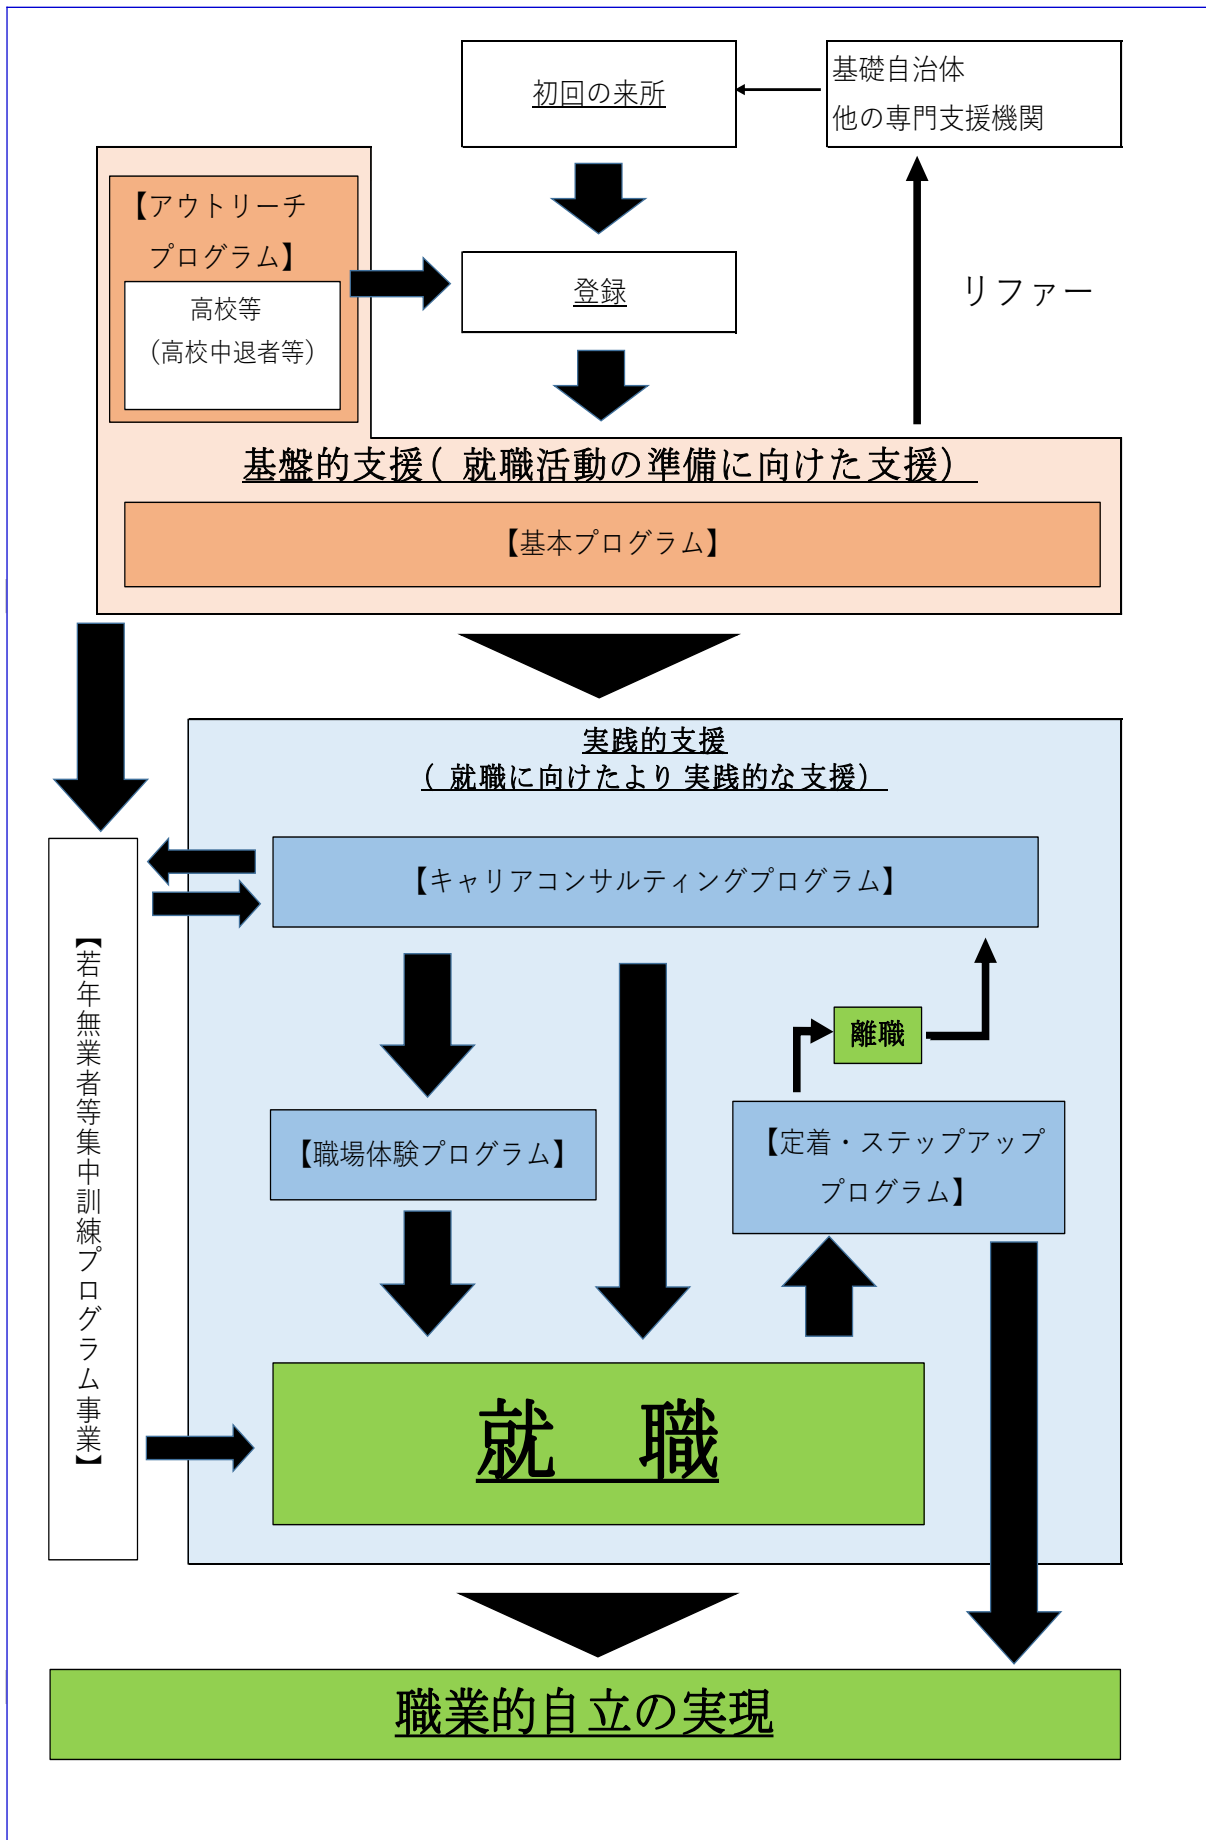 初回の来所
基礎自治体
他の専門支援機関
【アウトリーチ
プログラム】
高校等
（高校中退者等）
登録
リファー
基盤的支援（就職活動の準備に向けた支援）
【基本プログラム】
実践的支援
（就職に向けたより実践的な支援）
【キャリアコンサルティングプログラム】
【若年無業者等集中訓練プログラム事業】
離職
【職場体験プログラム】
【定着・ステップアップ
プログラム】
就　職
職業的自立の実現